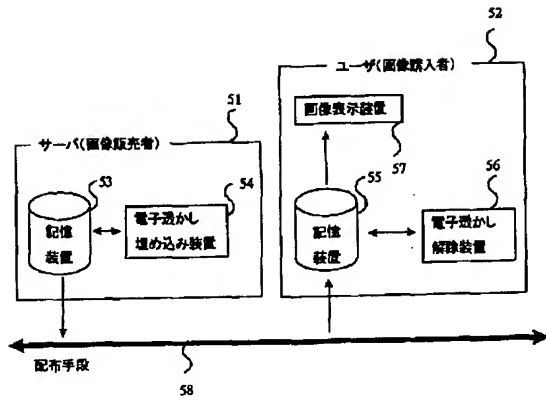 52
ユーザ(画像購入者)
51
画像表示装置
サーバ(画像販売者)
57
53
54
55
56
記憶
装置
電子透かし
埋め込み装置
記憶
装置
電子透かし
解除装置
配布手段
58